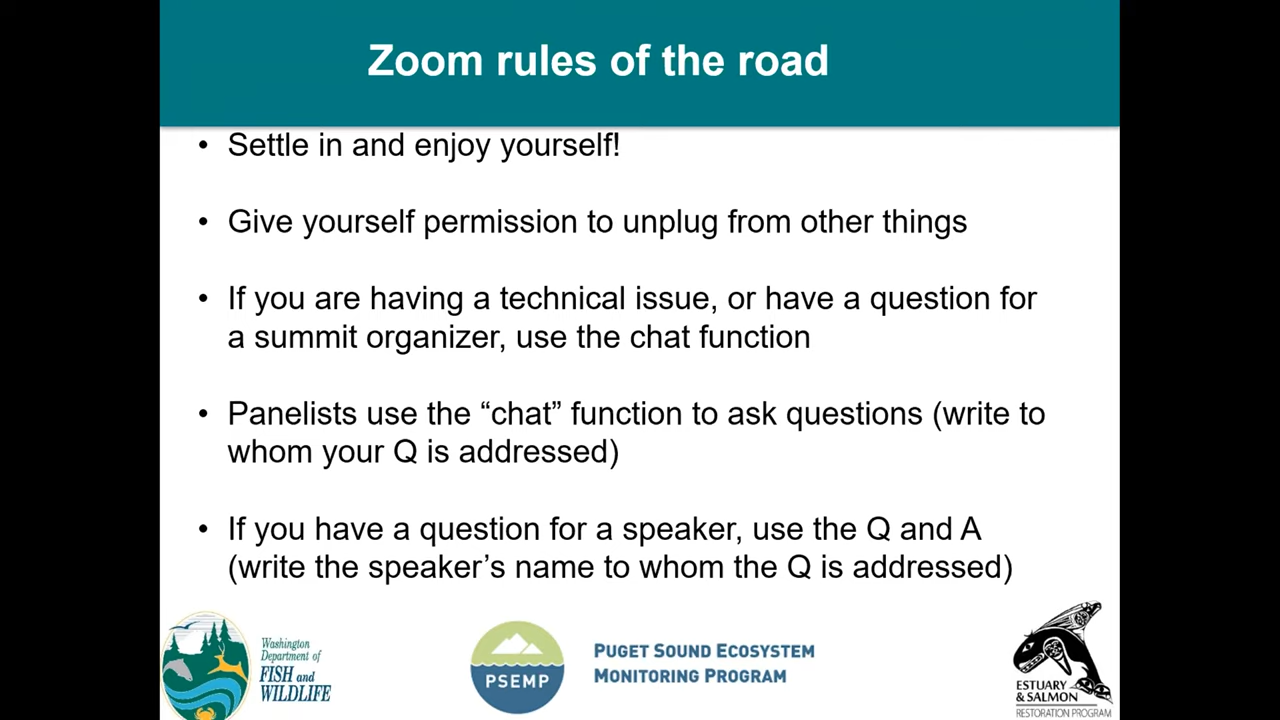 Zoom rules of the road
• Settle in and enjoy yourself!
• Give yourself permission to unplug from other things
• If you are having a technical issue, or have a question for
a summit organizer, use the chat function
• Panelists use the “chat” function to ask questions (write to
whom your Q is addressed)
• If you have a question for a speaker, use the Q and A
(write the speaker’s name to whom the Q is addressed)
Washington
Department of
FISH and
WILDLIFE
PSEMP
PUGET SOUND ECOSYSTEM
MONITORING PROGRAM
ESTUARY
& SALMON
RESTORATION PROGRAM